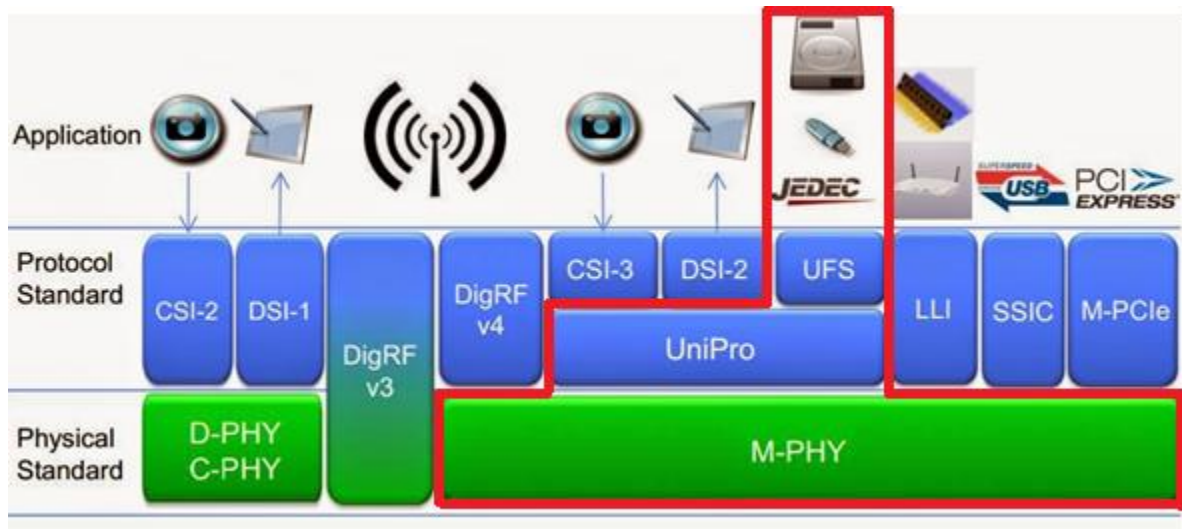 Application
JEDEC
SUPERSPEED
USB
PCI
EXPRESS
Protocol
Standard
CSI-2
DSI-1
DigRF
v3
DigRF
v4
CSI-3
DSI-2
UFS
UniPro
LLI
SSIC
M-PCIe
Physical
Standard
D-PHY
C-PHY
M-PHY